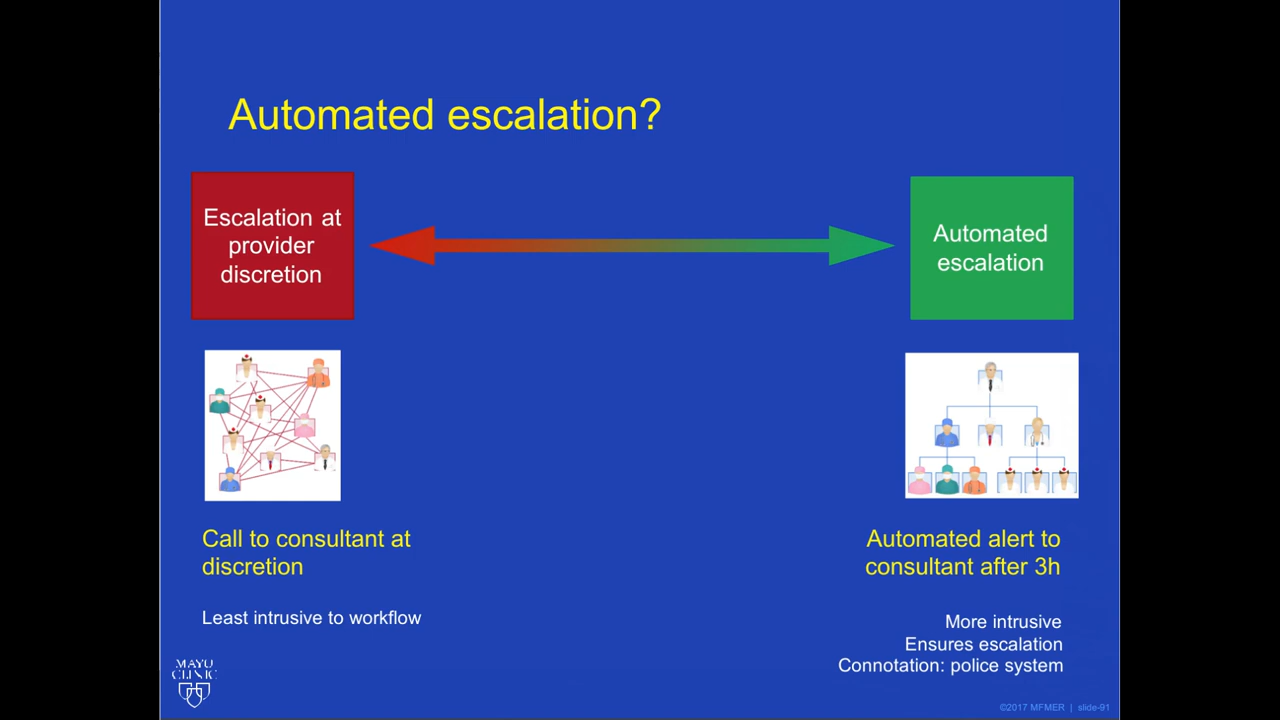 Automated escalation?
Escalation at
provider
discretion
Automated
escalation
Call to consultant at
discretion
Automated alert to
consultant after 3h
Least intrusive to workflow
More intrusive
Ensures escalation
Connotation: police system
MAYO
CLINIC
©2017 MFMER | slide-91